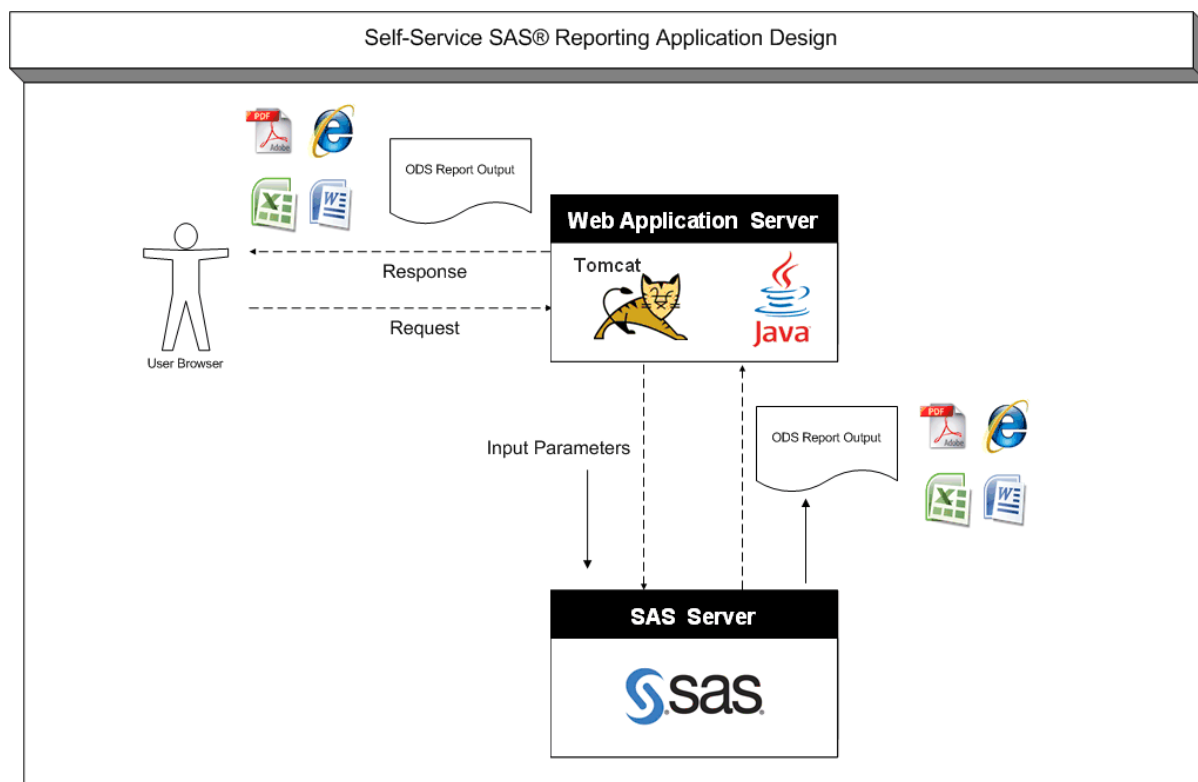 Self-Service SAS® Reporting Application Design
PDF
Adobe
ODS Report Output
Web Application Server
Tomcat
Java
Response
Request
User Browser
Input Parameters
ODS Report Output
PDF
Adobe
SAS Server
sas